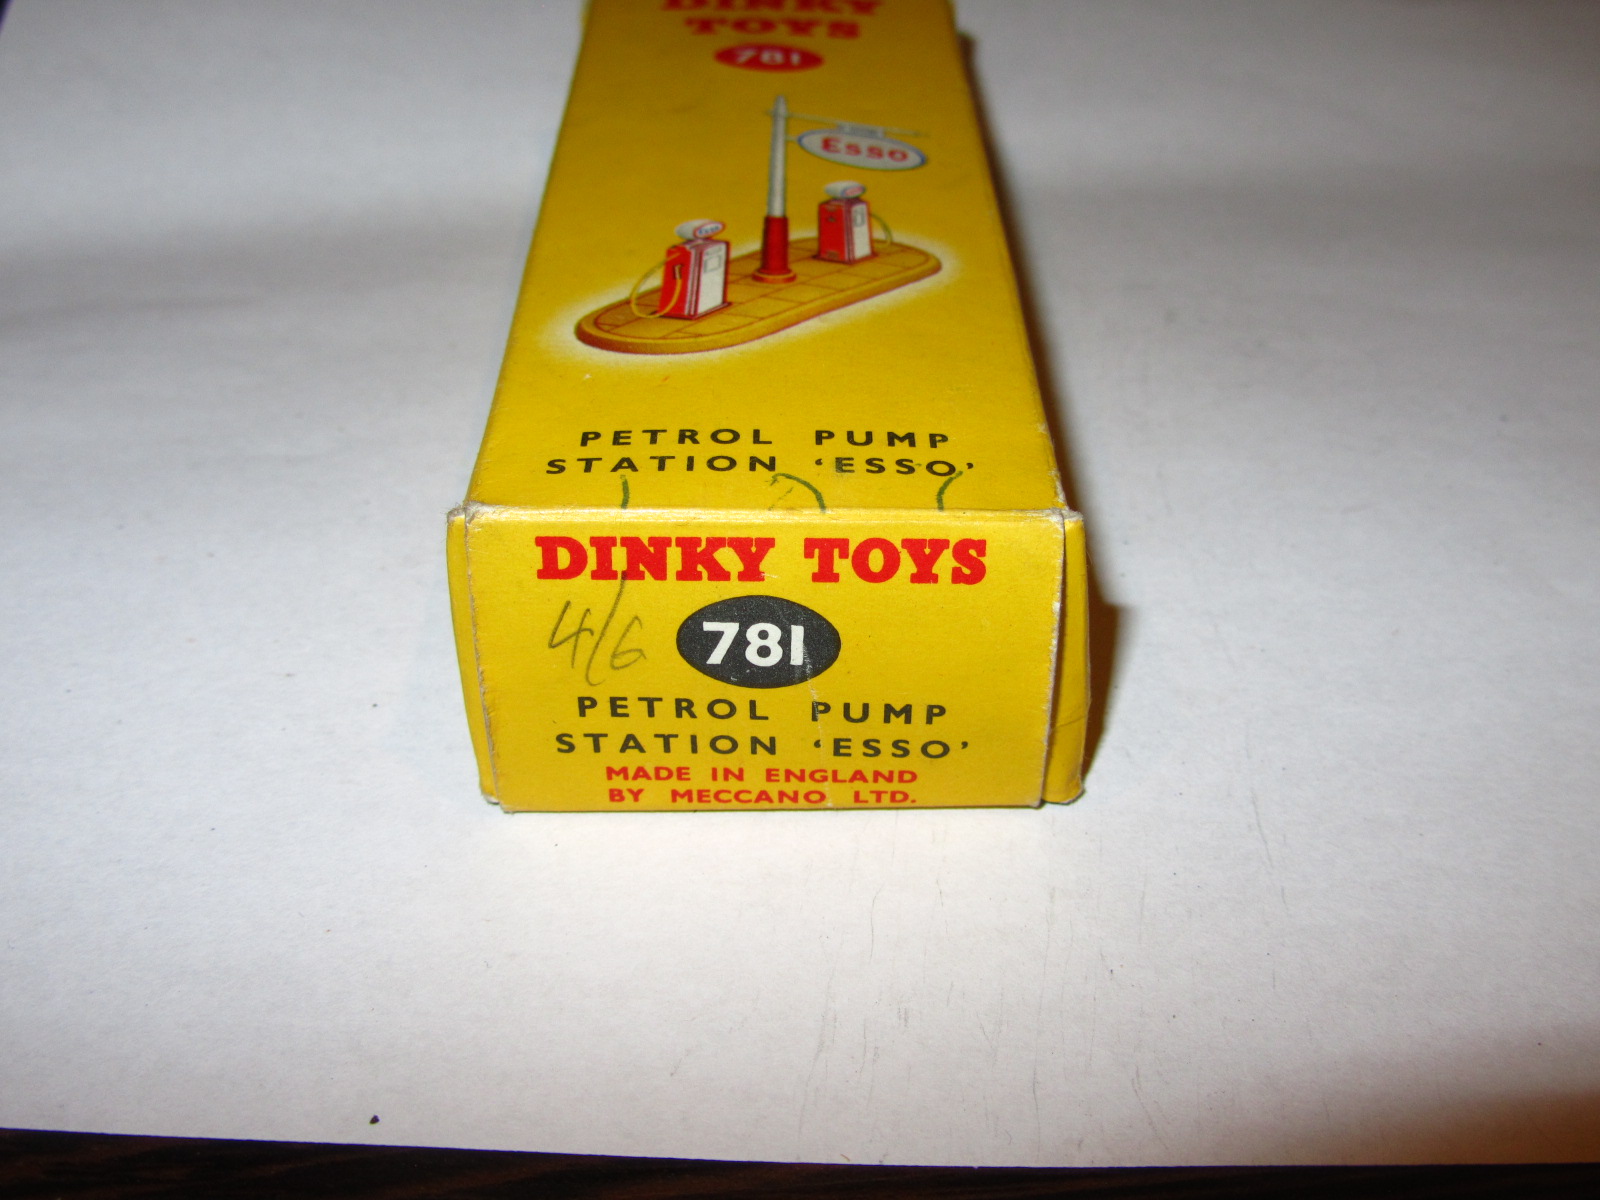 DINKY
TOYS
781
Esso
Esso
PETROL PUMP
STATION ‘ESSO’
DINKY TOYS
4/6
781
PETROL PUMP
STATION ‘ESSO’
MADE IN ENGLAND
BY MECCANO LTD.